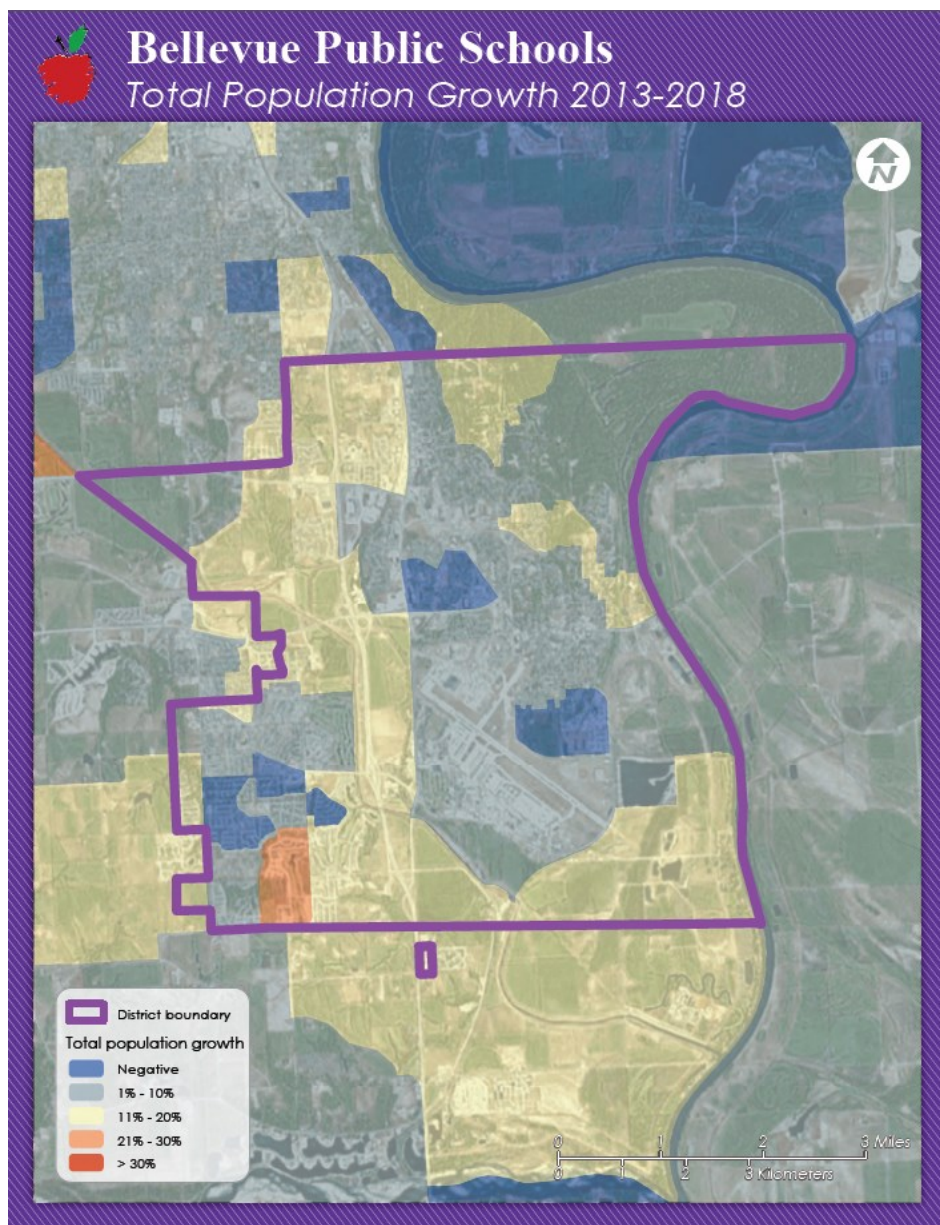 Bellevue Public Schools
Total Population Growth 2013-2018
N
District boundary
Total population growth
Negative
1% - 10%
11% - 20%
21% - 30%
> 30%
0 1 2 3 Miles
0 1 2 3 Kilometers